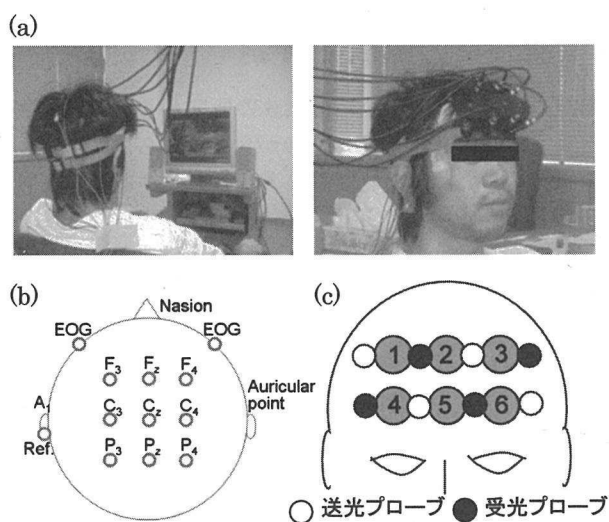 (a)
(b)
Nasion
EOG
EOG
F3
Fz
F4
A1
C3
Cz
C4
Auricular
point
Ref.
P3
Pz
P4
(c)
1
2
3
4
5
6
送光プローブ
受光プローブ